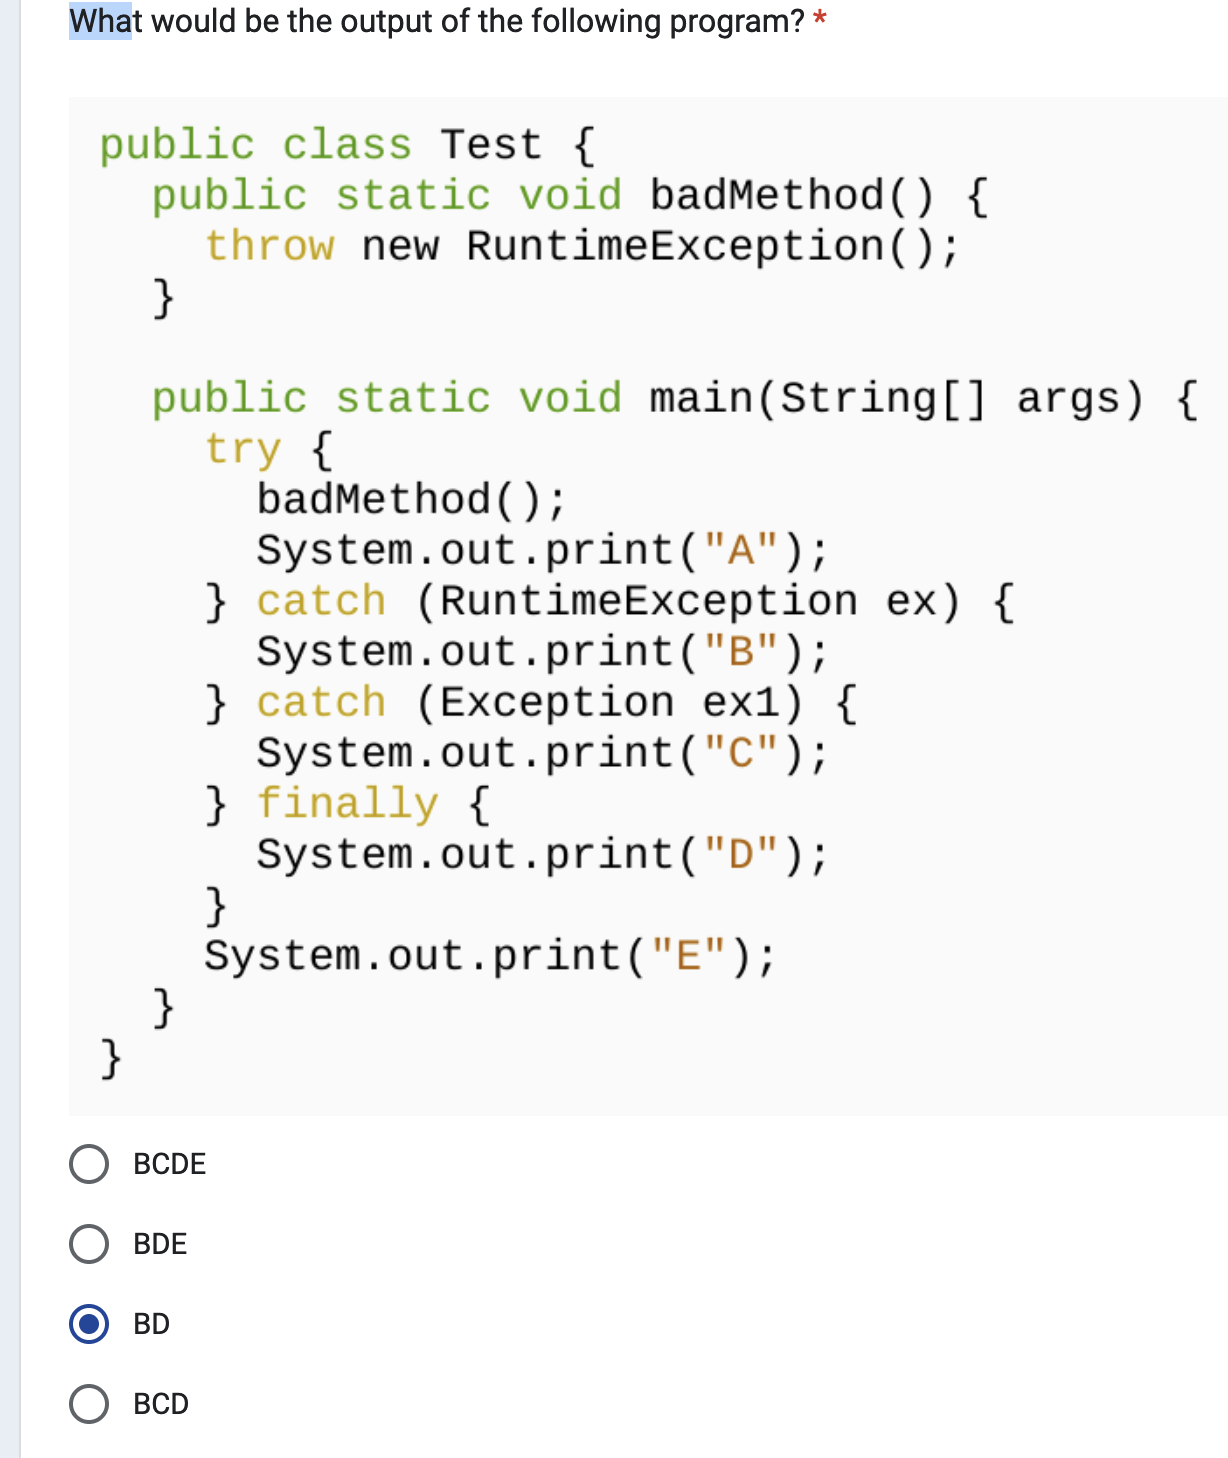 What would be the output of the following program? *
public class Test {
  public static void badMethod() {
    throw new RuntimeException();
  }

  public static void main(String[] args) {
    try {
      badMethod();
      System.out.print("A");
    } catch (RuntimeException ex) {
      System.out.print("B");
    } catch (Exception ex1) {
      System.out.print("C");
    } finally {
      System.out.print("D");
    }
    System.out.print("E");
  }
}
BCDE
BDE
BD
BCD